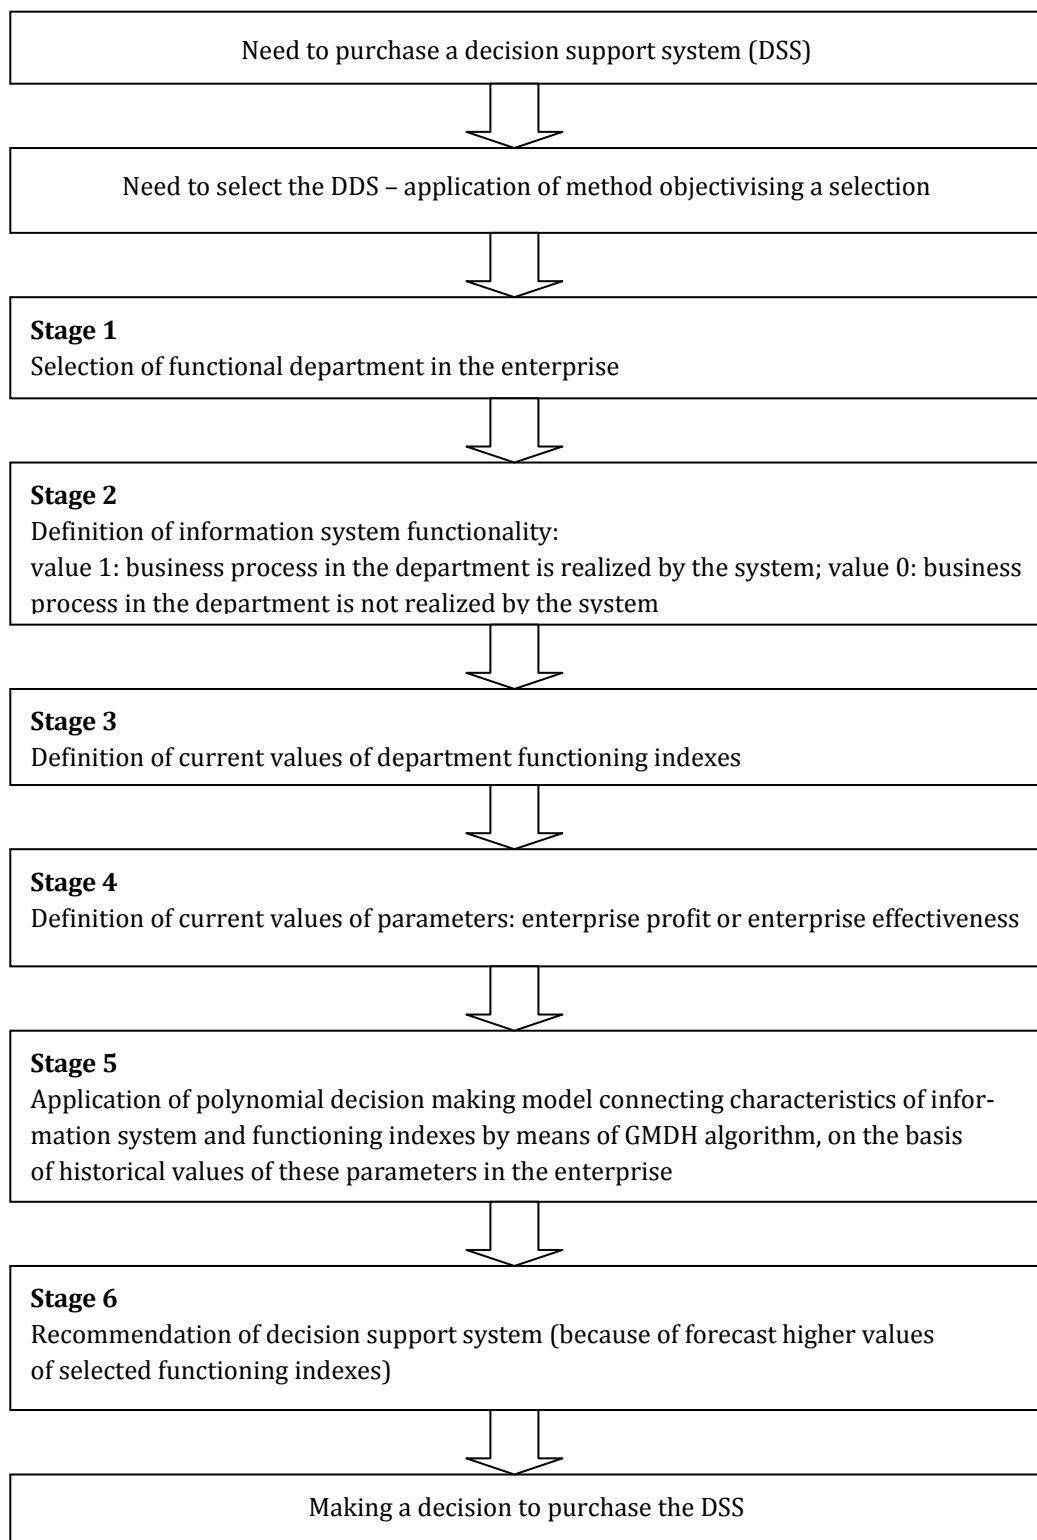 Need to purchase a decision support system (DSS)
Need to select the DDS – application of method objectivising a selection
Stage 1
Selection of functional department in the enterprise
Stage 2
Definition of information system functionality:
value 1: business process in the department is realized by the system; value 0: business
process in the department is not realized by the system
Stage 3
Definition of current values of department functioning indexes
Stage 4
Definition of current values of parameters: enterprise profit or enterprise effectiveness
Stage 5
Application of polynomial decision making model connecting characteristics of infor-
mation system and functioning indexes by means of GMDH algorithm, on the basis
of historical values of these parameters in the enterprise
Stage 6
Recommendation of decision support system (because of forecast higher values
of selected functioning indexes)
Making a decision to purchase the DSS